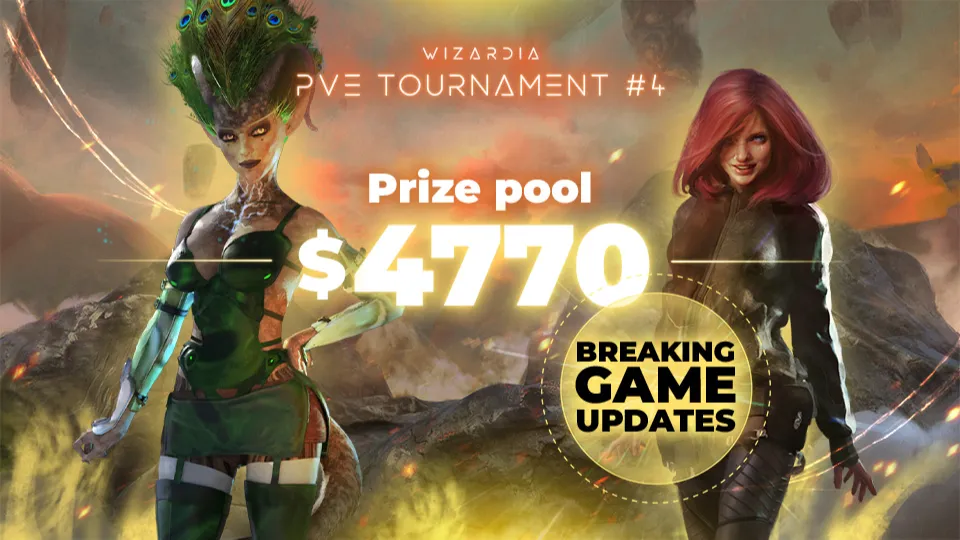 WIZARDIA
PVE TOURNAMENT #4
Prize pool
$4770
BREAKING
GAME
UPDATES